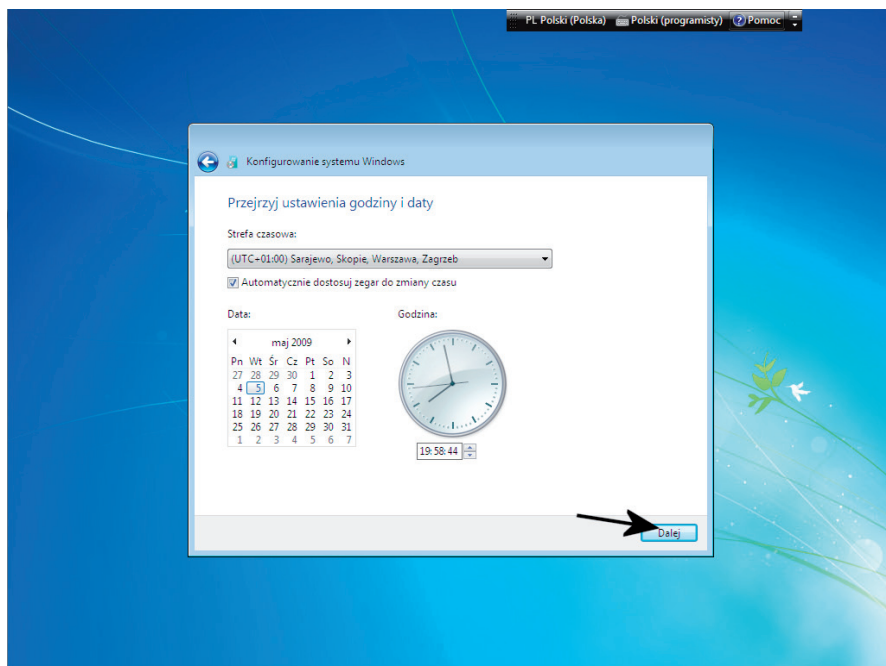 PL Polski (Polska) Polski (programisty) Pomoc
Konfigurowanie systemu Windows
Przejrzyj ustawienia godziny i daty
Strefa czasowa:
(UTC+01:00) Sarajewo, Skopie, Warszawa, Zagrzeb
Automatycznie dostosuj zegar do zmiany czasu
Data: Godzina:
maj 2009
Pn Wt Śr Cz Pt So N
27 28 29 30 1 2 3
4 5 6 7 8 9 10
11 12 13 14 15 16 17
18 19 20 21 22 23 24
25 26 27 28 29 30 31
1 2 3 4 5 6 7
19:58:44
Dalej